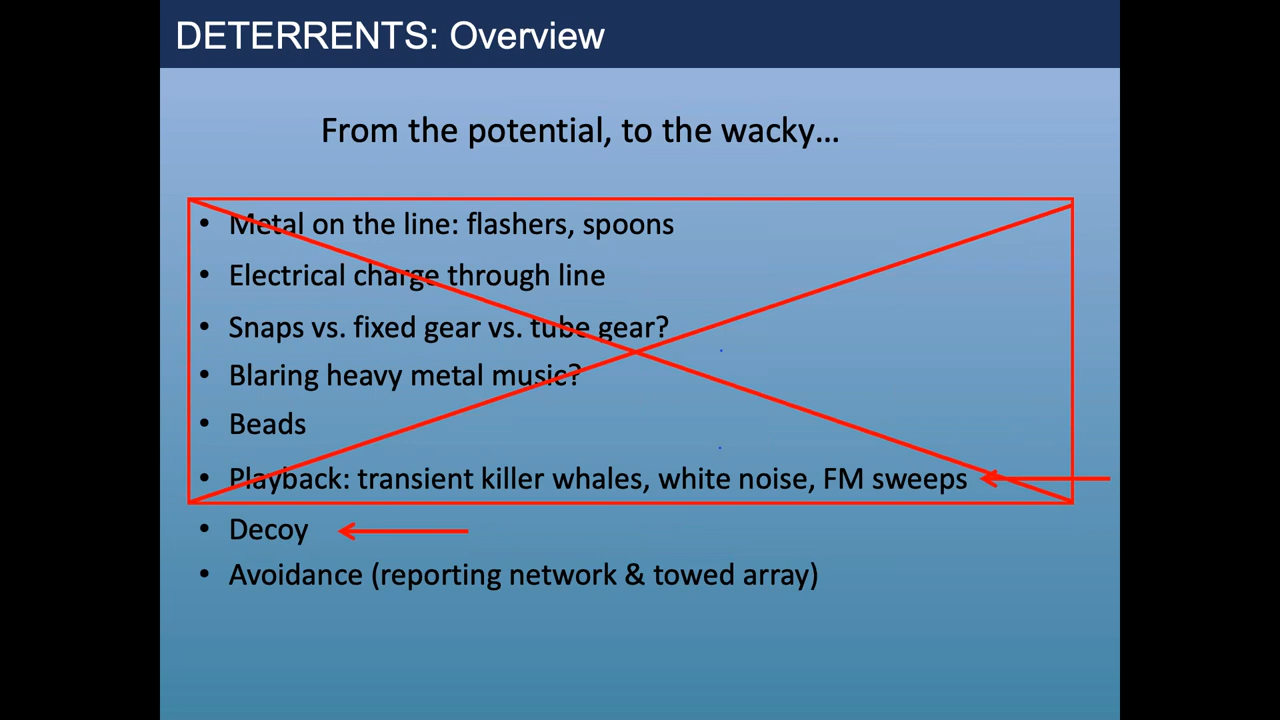 DETERRENTS: Overview
From the potential, to the wacky…
• Metal on the line: flashers, spoons
• Electrical charge through line
• Snaps vs. fixed gear vs. tube gear?
• Blaring heavy metal music?
• Beads
• Playback: transient killer whales, white noise, FM sweeps
• Decoy
• Avoidance (reporting network & towed array)